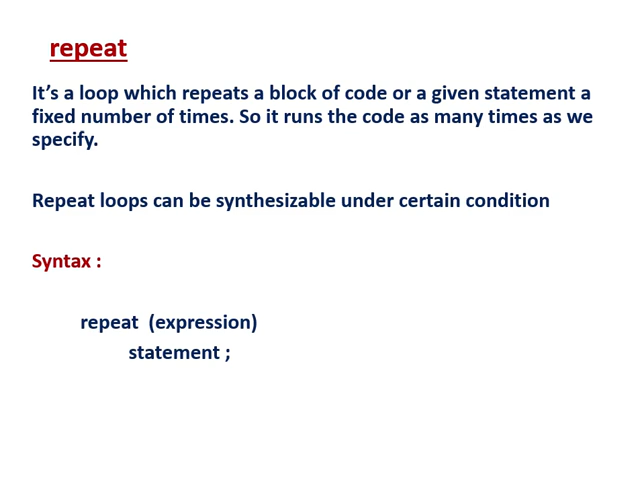 repeat
It’s a loop which repeats a block of code or a given statement a
fixed number of times. So it runs the code as many times as we
specify.
Repeat loops can be synthesizable under certain condition
Syntax :
repeat  (expression)
statement ;